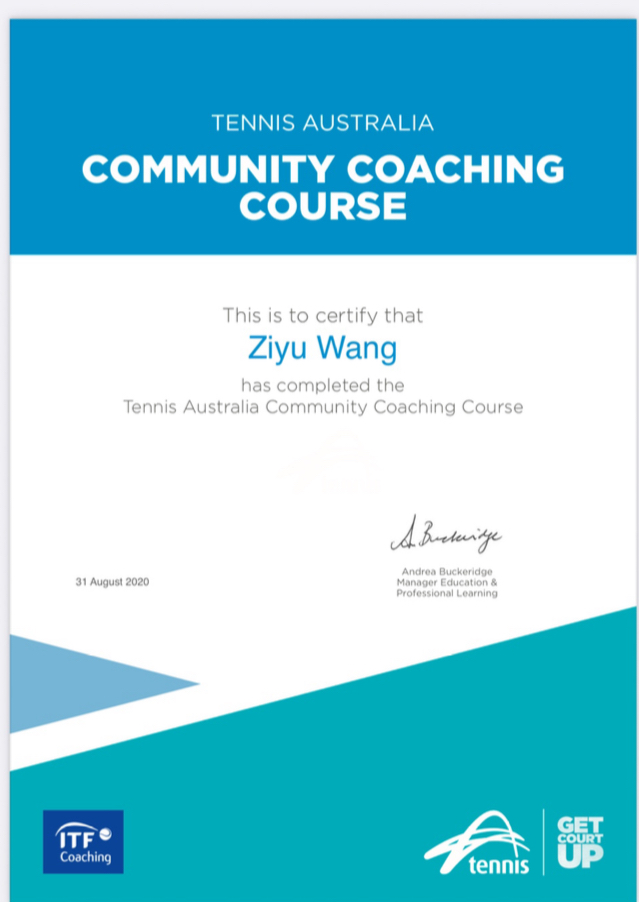 TENNIS AUSTRALIA
COMMUNITY COACHING
COURSE
This is to certify that
Ziyu Wang
has completed the
Tennis Australia Community Coaching Course
A. Buckeridge
Andrea Buckeridge
31 August 2020
Manager Education &
Professional Learning
ITF
Coaching
tennis
GET
COURT
UP